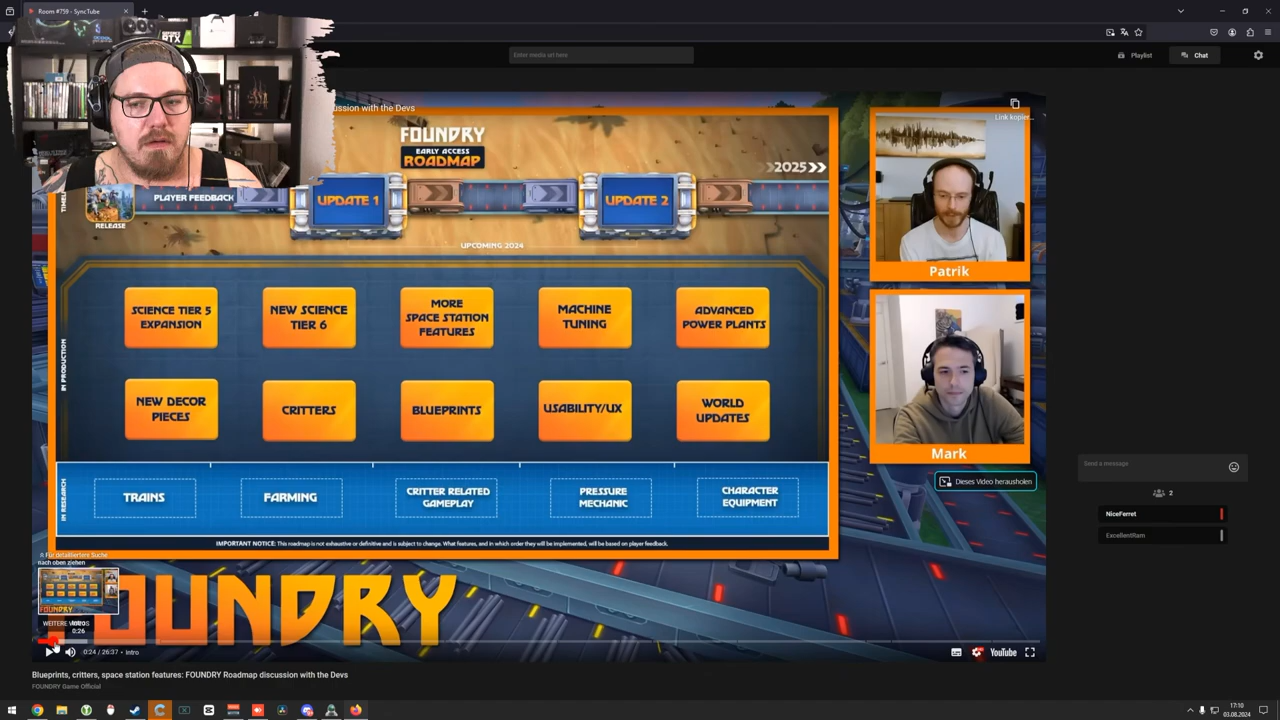 Room #759 - SyncTube
Enter media url here
Playlist
Chat
ussion with the Devs
Link kopier...
FOUNDRY
EARLY ACCESS
ROADMAP
2025
PLAYER FEEDBACK
UPDATE 1
UPDATE 2
RELEASE
UPCOMING 2024
Patrik
IN PRODUCTION
SCIENCE TIER 5
EXPANSION
NEW SCIENCE
TIER 6
MORE
SPACE STATION
FEATURES
MACHINE
TUNING
ADVANCED
POWER PLANTS
NEW DECOR
PIECES
CRITTERS
BLUEPRINTS
USABILITY/UX
WORLD
UPDATES
Mark
Dieses Video herausholen
IN RESEARCH
TRAINS
FARMING
CRITTER RELATED
GAMEPLAY
PRESSURE
MECHANIC
CHARACTER
EQUIPMENT
IMPORTANT NOTICE: This roadmap is not exhaustive or definitive and is subject to change. What features, and in which order they will be implemented, will be based on player feedback.
Send a message
2
NiceFerret
ExcellentRam
Für detailliertere Suche
nach oben ziehen
FOUNDRY
Intro
0:26
OUNDRY
0:24 / 26:37 • Intro
YouTube
Blueprints, critters, space station features: FOUNDRY Roadmap discussion with the Devs
FOUNDRY Game Official
17:10
03.08.2024